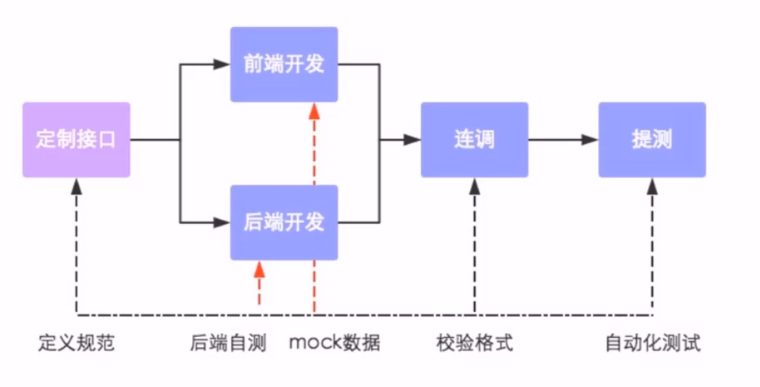 前端开发
定制接口
连调
提测
后端开发
定义规范
后端自测
mock数据
校验格式
自动化测试